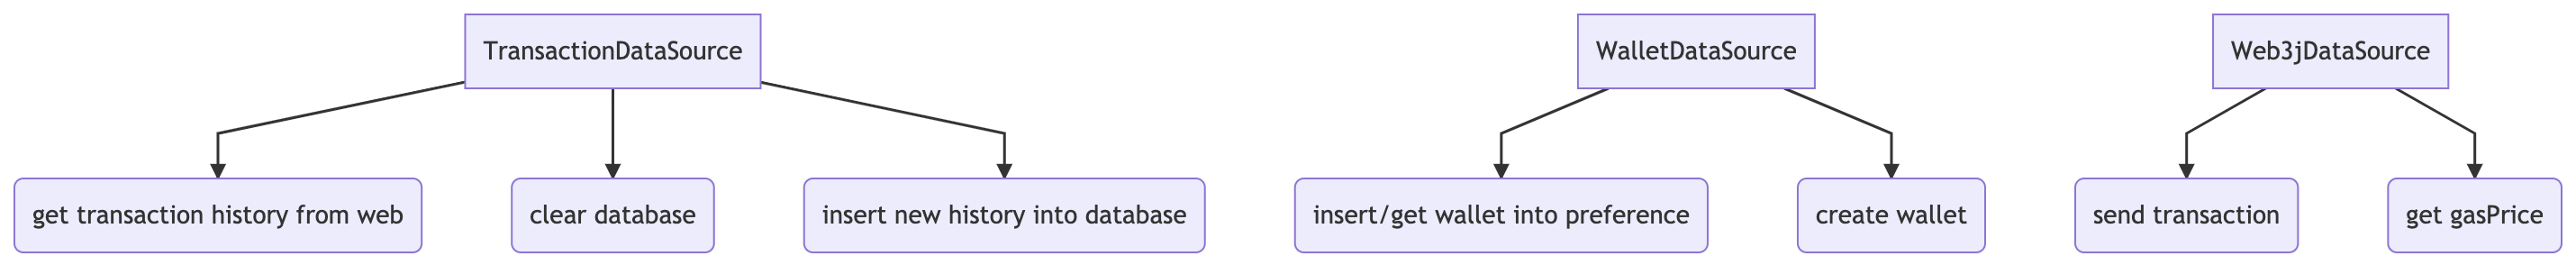 TransactionDataSource
WalletDataSource
Web3jDataSource
get transaction history from web
clear database
insert new history into database
insert/get wallet into preference
create wallet
send transaction
get gasPrice